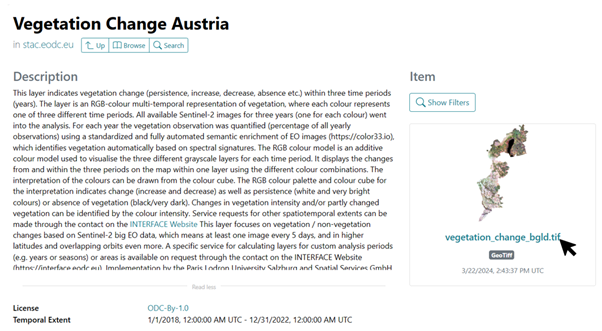 Vegetation Change Austria
in stac.eodc.eu Up Browse Search
Description
This layer indicates vegetation change (persistence, increase, decrease, absence etc.) within three time periods
(years). The layer is an RGB-colour multi-temporal representation of vegetation, where each colour represents
one of three different time periods. All available Sentinel-2 images for three years (one for each colour) went
into the analysis. For each year the vegetation observation was quantified (percentage of all yearly
observations) using a standardized and fully automated semantic enrichment of EO images (https://color33.io),
which identifies vegetation automatically based on spectral signatures. The RGB colour model is an additive
colour model used to visualise the three different grayscale layers for each time period. It displays the changes
from and within the three periods on the map within one layer using the different colour combinations. The
interpretation of the colours can be drawn from the colour cube. The RGB colour palette and colour cube for
the interpretation indicates change (increase and decrease) as well as persistence (white and very bright
colours) or absence of vegetation (black/very dark). Changes in vegetation intensity and/or partly changed
vegetation can be identified by the colour intensity. Service requests for other spatiotemporal extents can be
made through the contact on the INTERFACE Website This layer focuses on vegetation / non-vegetation
changes based on Sentinel-2 big EO data, which means at least one image every 5 days, and in higher
latitudes and overlapping orbits even more. A specific service for calculating layers for custom analysis periods
(e.g. years or seasons) or areas is available on request through the contact on the INTERFACE Website
(https://interface.eodc.eu). Implementation by the Paris Lodron University Salzburg and Spatial Services GmbH
Read less
License ODC-By-1.0
Temporal Extent 1/1/2018, 12:00:00 AM UTC - 12/31/2022, 12:00:00 AM UTC
Item
Show Filters
vegetation_change_bgld.tif
GeoTiff
3/22/2024, 2:43:37 PM UTC